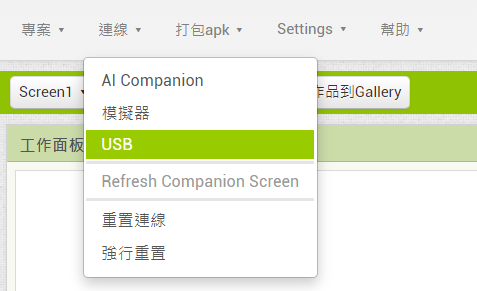 專案 連線 打包apk Settings 幫助
Screen1 作品到Gallery
工作面板
AI Companion
模擬器
USB
Refresh Companion Screen
重置連線
強行重置